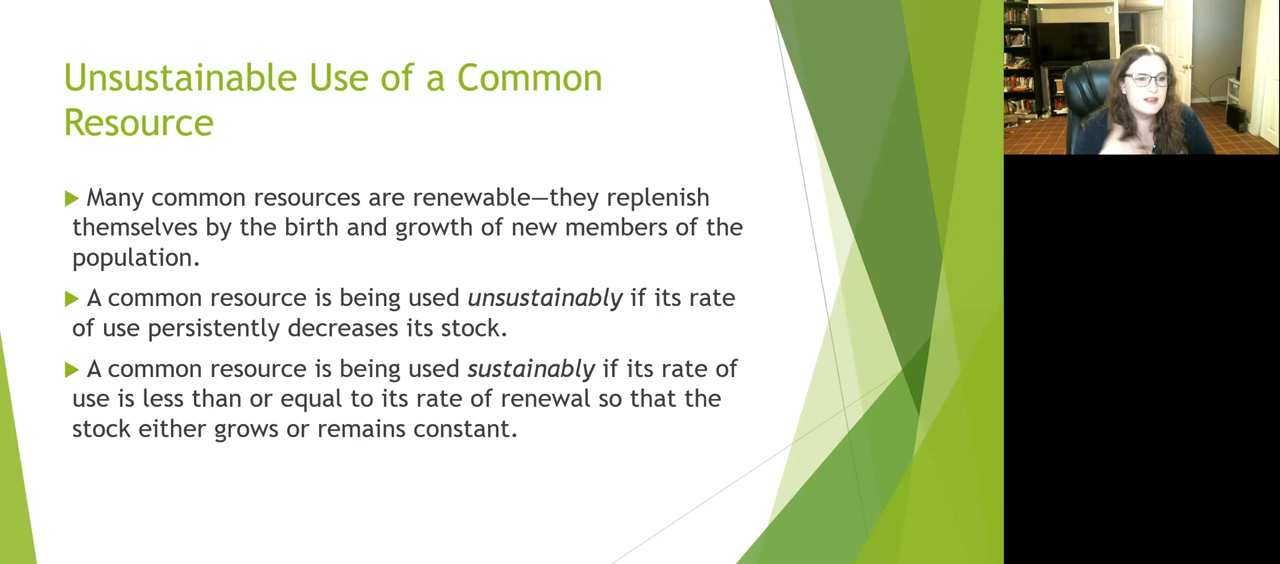 Unsustainable Use of a Common
Resource
Many common resources are renewable—they replenish
themselves by the birth and growth of new members of the
population.
A common resource is being used unsustainably if its rate
of use persistently decreases its stock.
A common resource is being used sustainably if its rate of
use is less than or equal to its rate of renewal so that the
stock either grows or remains constant.